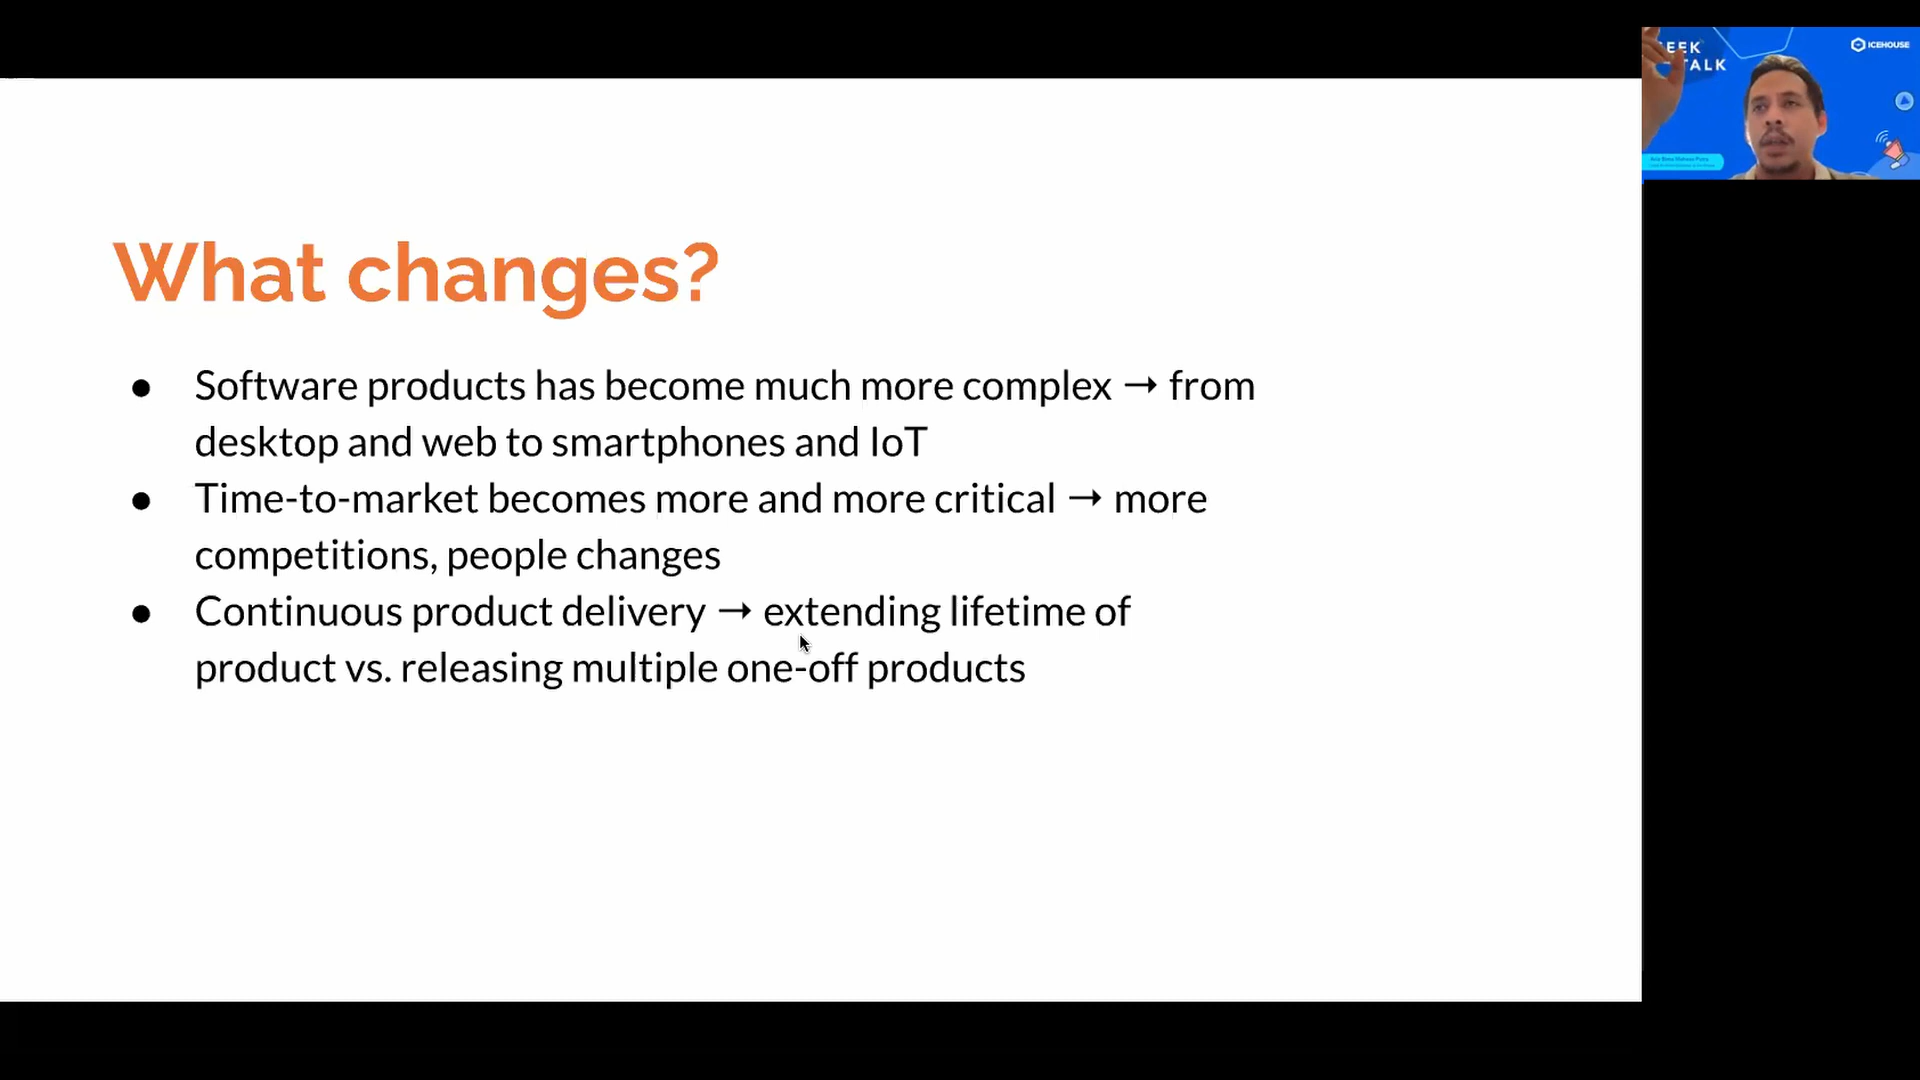 What changes?
● Software products has become much more complex → from
desktop and web to smartphones and IoT
● Time-to-market becomes more and more critical → more
competitions, people changes
● Continuous product delivery → extending lifetime of
product vs. releasing multiple one-off products
EEK
TALK
ICEHOUSE